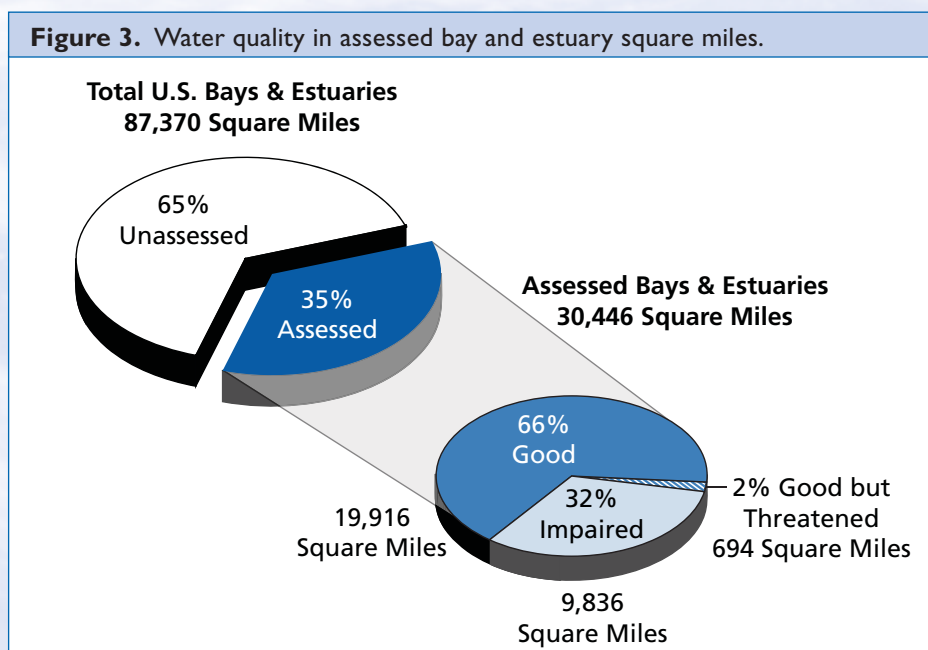 Figure 3. Water quality in assessed bay and estuary square miles.
Total U.S. Bays & Estuaries
87,370 Square Miles
65%
Unassessed
35%
Assessed
Assessed Bays & Estuaries
30,446 Square Miles
66%
Good
32%
Impaired
2% Good but
Threatened
694 Square Miles
19,916
Square Miles
9,836
Square Miles